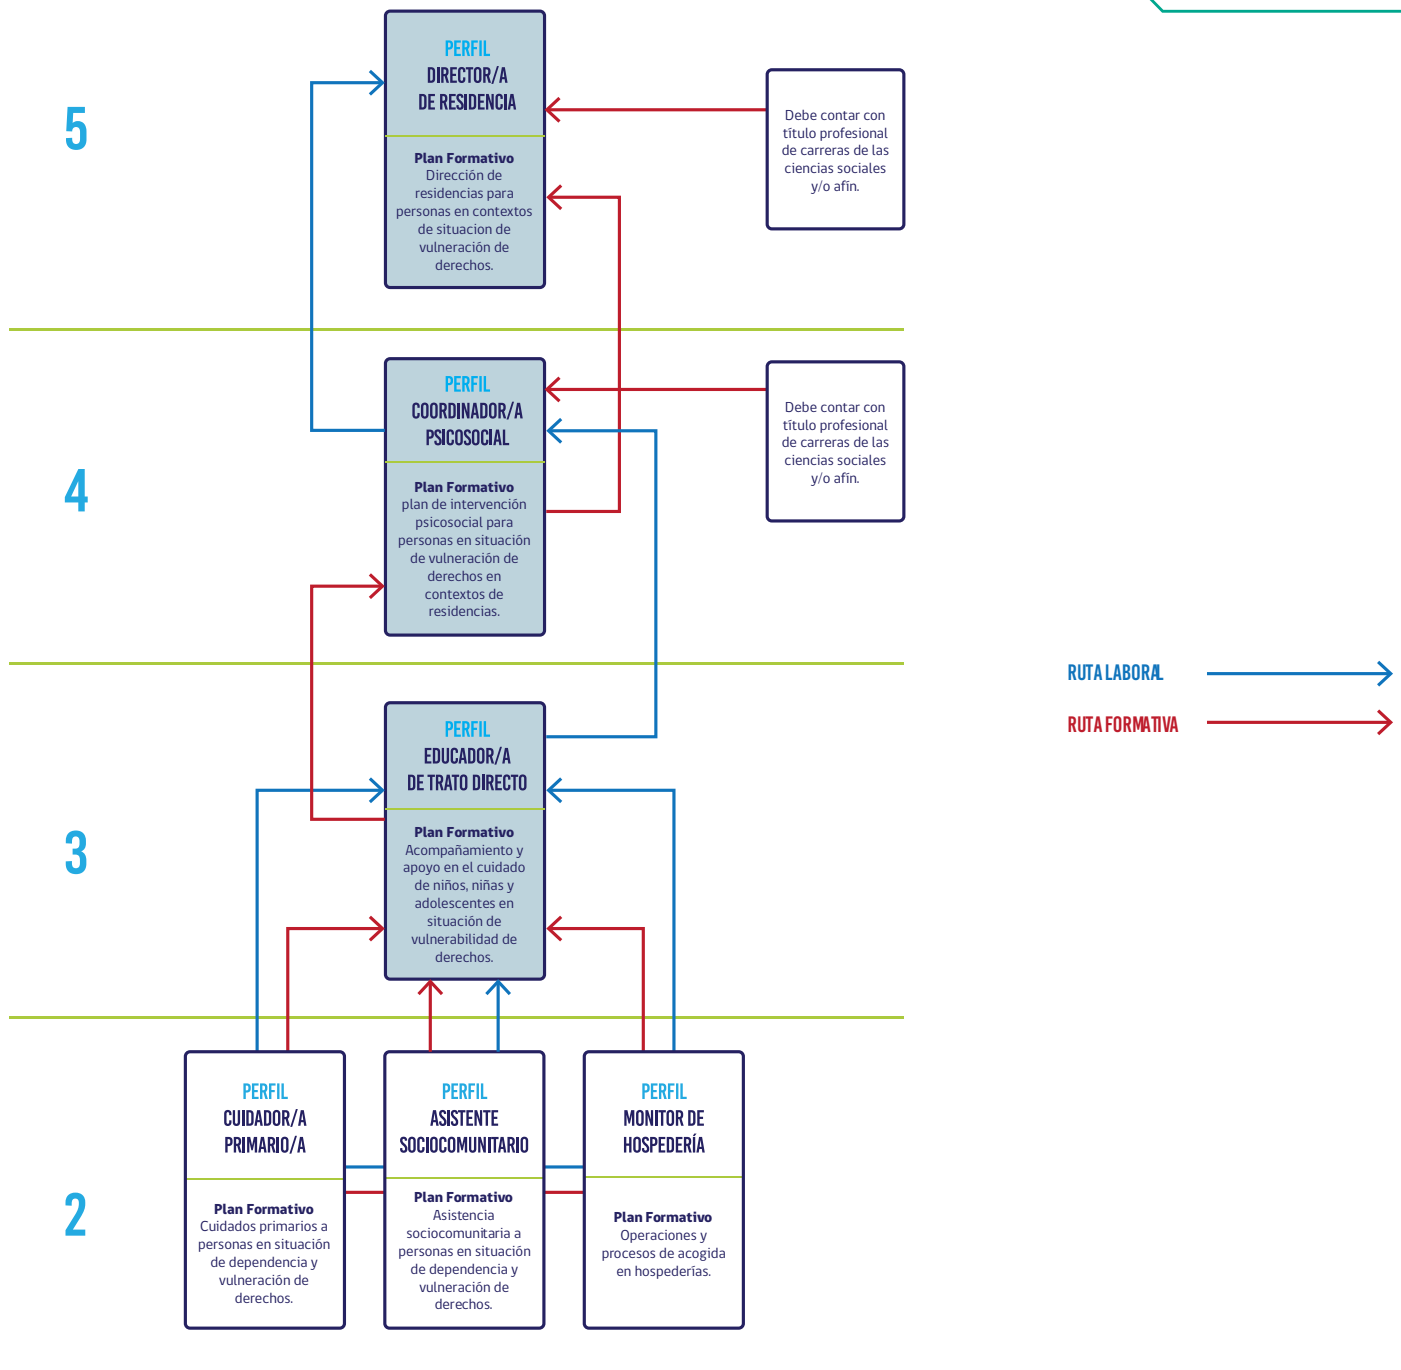 5
PERFIL
DIRECTOR/A
DE RESIDENCIA
Plan Formativo
Dirección de
residencias para
personas en contextos
de situacion de
vulneración de
derechos.
Debe contar con
título profesional
de carreras de las
ciencias sociales
y/o afín.
4
PERFIL
COORDINADOR/A
PSICOSOCIAL
Plan Formativo
plan de intervención
psicosocial para
personas en situación
de vulneración de
derechos en
contextos de
residencias.
Debe contar con
título profesional
de carreras de las
ciencias sociales
y/o afín.
RUTA LABORAL
RUTA FORMATIVA
3
PERFIL
EDUCADOR/A
DE TRATO DIRECTO
Plan Formativo
Acompañamiento y
apoyo en el cuidado
de niños, niñas y
adolescentes en
situación de
vulnerabilidad de
derechos.
2
PERFIL
CUIDADOR/A
PRIMARIO/A
Plan Formativo
Cuidados primarios a
personas en situación
de dependencia y
vulneración de
derechos.
PERFIL
ASISTENTE
SOCIOCOMUNITARIO
Plan Formativo
Asistencia
sociocomunitaria a
personas en situación
de dependencia y
vulneración de
derechos.
PERFIL
MONITOR DE
HOSPEDERÍA
Plan Formativo
Operaciones y
procesos de acogida
en hospederías.